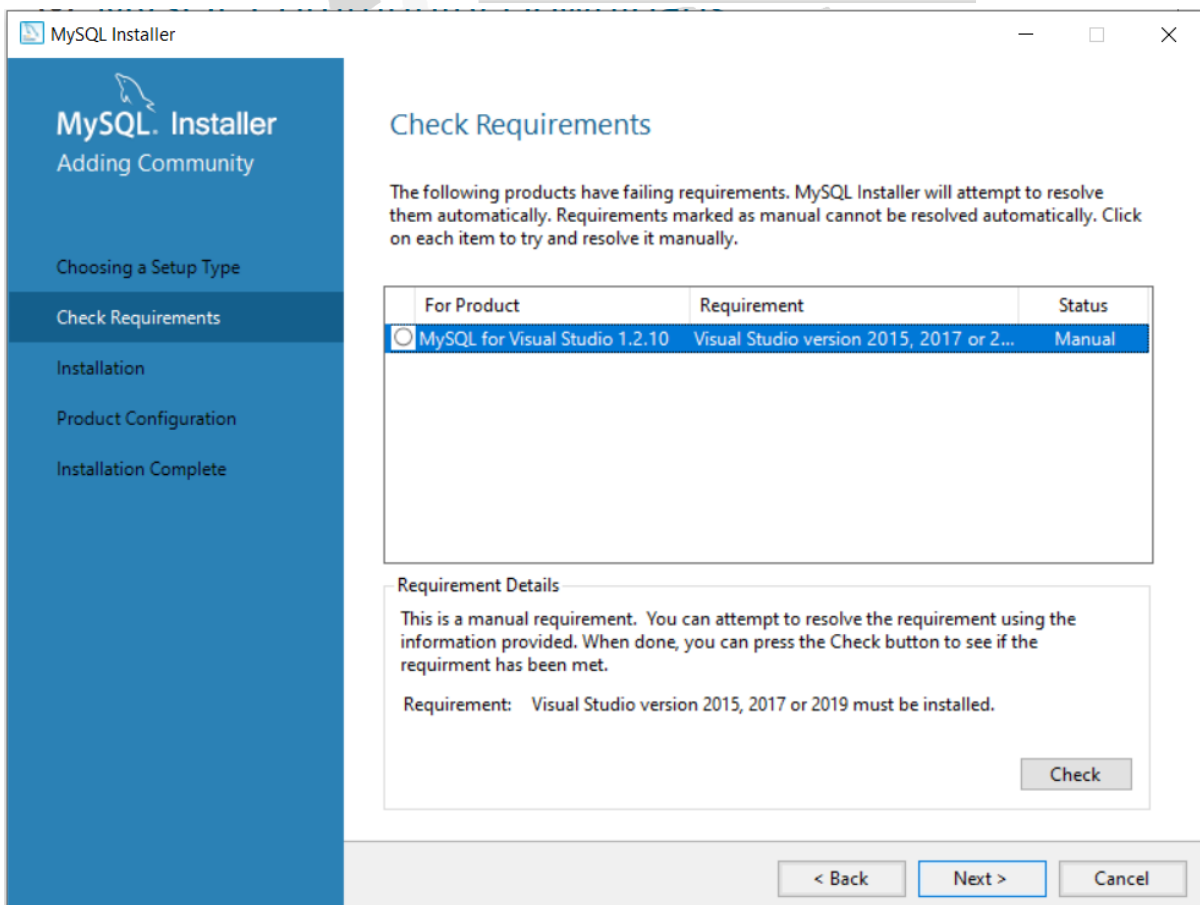 MySQL Installer
MySQL. Installer
Adding Community
Choosing a Setup Type
Check Requirements
Installation
Product Configuration
Installation Complete
Check Requirements
The following products have failing requirements. MySQL Installer will attempt to resolve
them automatically. Requirements marked as manual cannot be resolved automatically. Click
on each item to try and resolve it manually.
For Product Requirement Status
MySQL for Visual Studio 1.2.10 Visual Studio version 2015, 2017 or 2... Manual
Requirement Details
This is a manual requirement. You can attempt to resolve the requirement using the
information provided. When done, you can press the Check button to see if the
requirment has been met.
Requirement: Visual Studio version 2015, 2017 or 2019 must be installed.
Check
< Back Next > Cancel